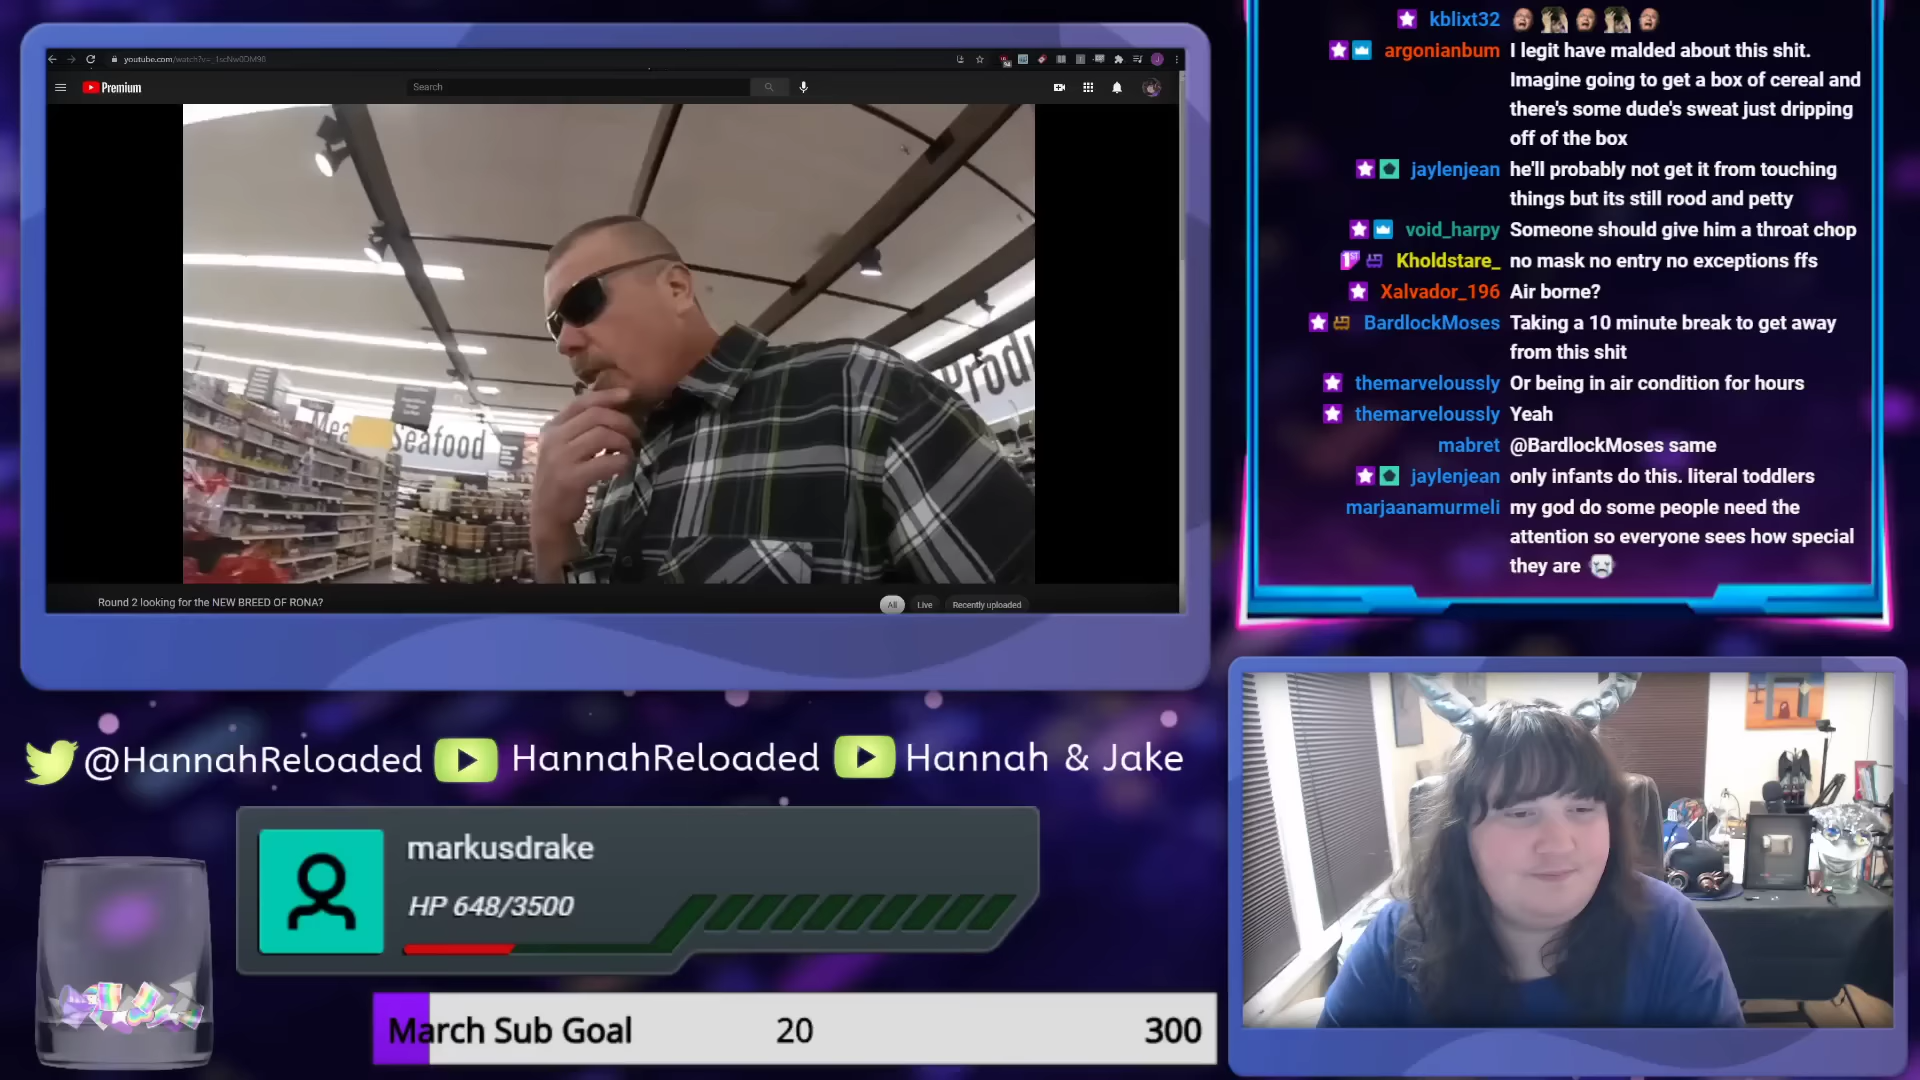 youtube.com/watch?v=_1scNw0DM98
Premium
Search
Produ
Mea
Seafood
Round 2 looking for the NEW BREED OF RONA?
All
Live
Recently uploaded
kblixt32
argonianbum I legit have malded about this shit.
Imagine going to get a box of cereal and
there's some dude's sweat just dripping
off of the box
jaylenjean he'll probably not get it from touching
things but its still rood and petty
void_harpy Someone should give him a throat chop
1ST Kholdstare_ no mask no entry no exceptions ffs
Xalvador_196 Air borne?
BardlockMoses Taking a 10 minute break to get away
from this shit
themarveloussly Or being in air condition for hours
themarveloussly Yeah
mabret @BardlockMoses same
jaylenjean only infants do this. literal toddlers
marjaanamurmeli my god do some people need the
attention so everyone sees how special
they are
@HannahReloaded HannahReloaded Hannah & Jake
markusdrake
HP 648/3500
March Sub Goal 20 300